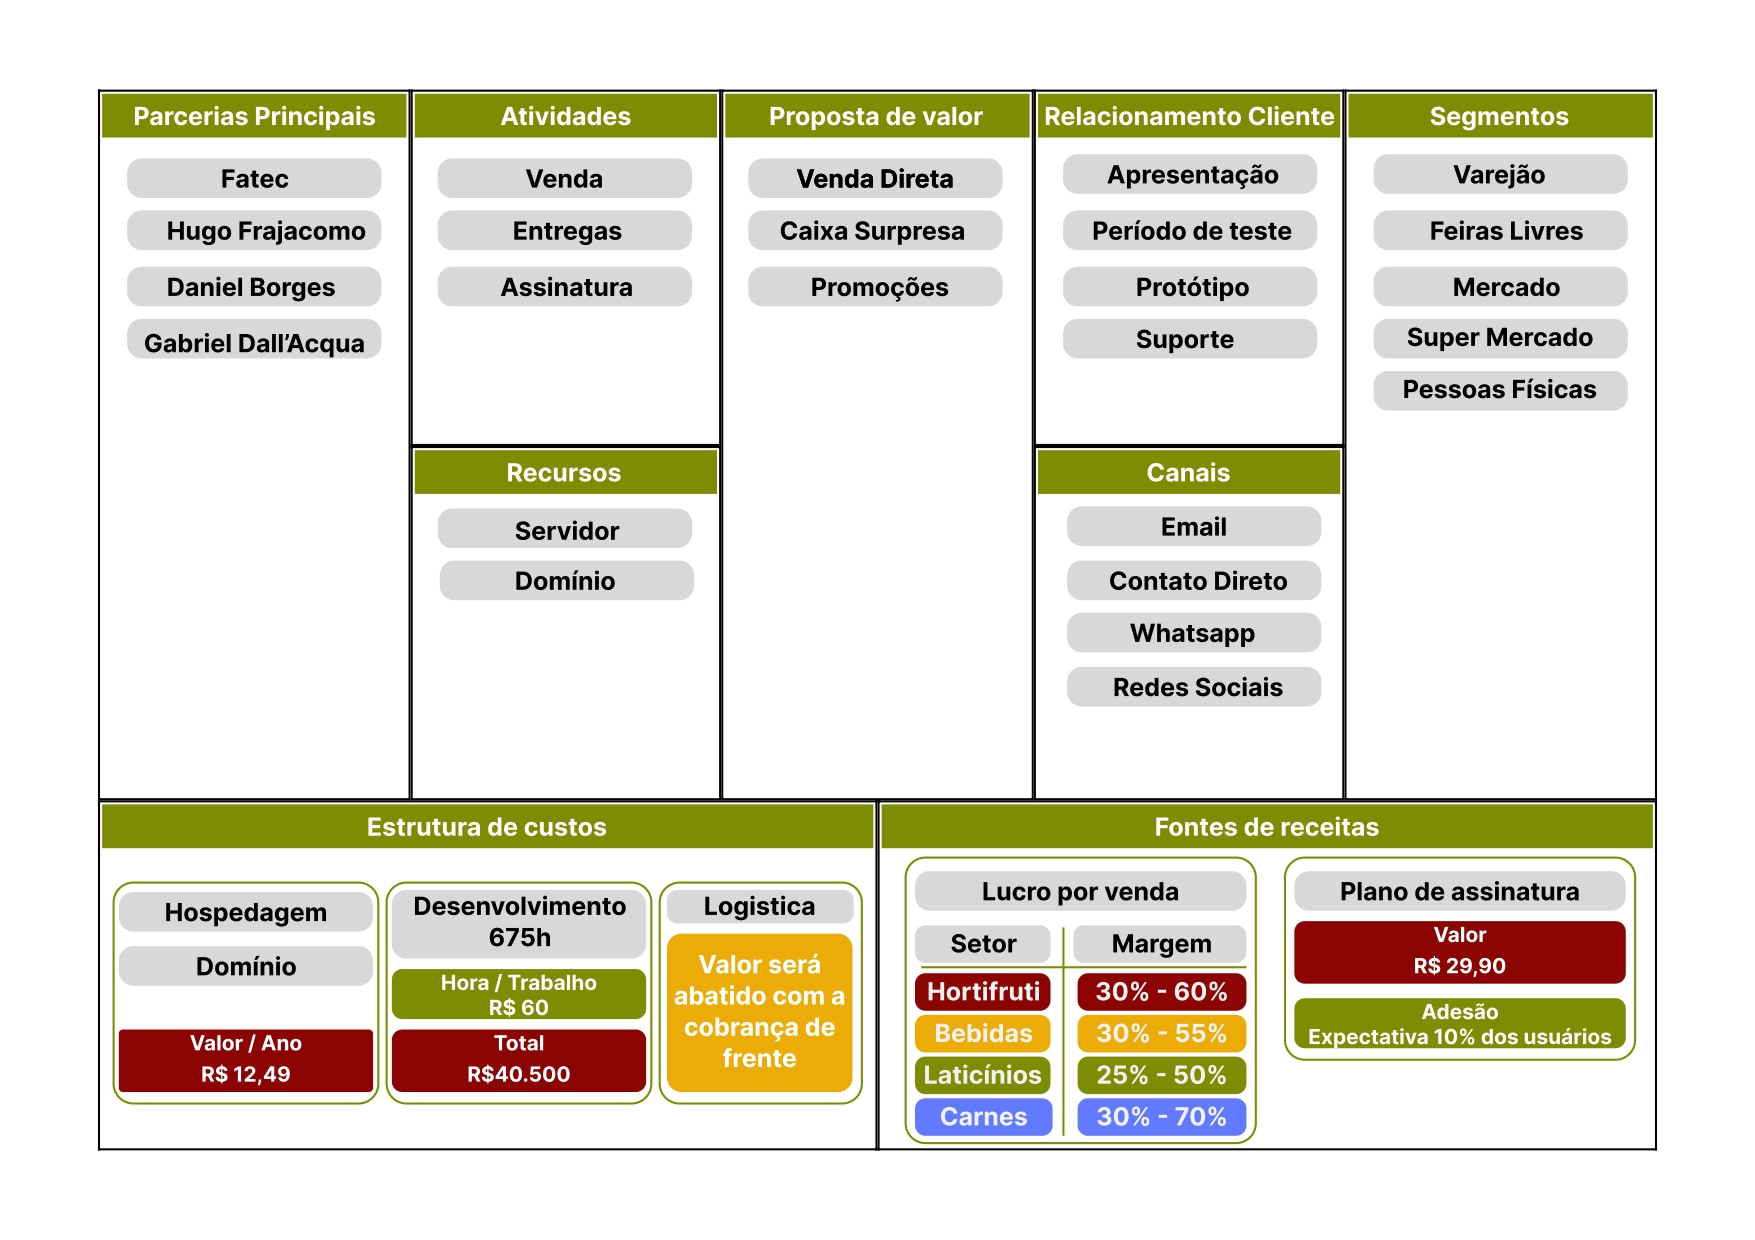 Parcerias Principais
Fatec
Hugo Frajacomo
Daniel Borges
Gabriel Dall'Acqua
Atividades
Venda
Entregas
Assinatura
Recursos
Servidor
Domínio
Proposta de valor
Venda Direta
Caixa Surpresa
Promoções
Relacionamento Cliente
Apresentação
Período de teste
Protótipo
Suporte
Canais
Email
Contato Direto
Whatsapp
Redes Sociais
Segmentos
Varejão
Feiras Livres
Mercado
Super Mercado
Pessoas Físicas
Estrutura de custos
Hospedagem
Domínio
Valor / Ano
R$ 12,49
Desenvolvimento
675h
Hora / Trabalho
R$ 60
Total
R$40.500
Logistica
Valor será
abatido com a
cobrança de
frente
Fontes de receitas
Lucro por venda
Setor Margem
Hortifruti 30% - 60%
Bebidas 30% - 55%
Laticínios 25% - 50%
Carnes 30% - 70%
Plano de assinatura
Valor
R$ 29,90
Adesão
Expectativa 10% dos usuários